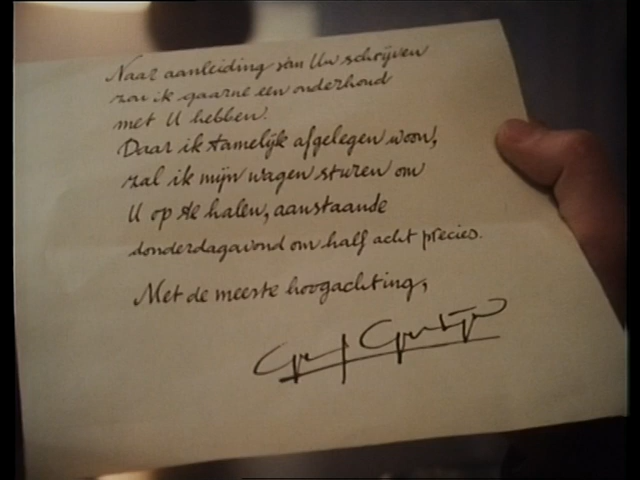 Naar aanleiding van Uw schrijven
zou ik gaarne een onderhoud
met U hebben.
Daar ik tamelijk afgelegen woon,
zal ik mijn wagen sturen om
U op te halen, aanstaande
donderdagavond om half acht precies.
Met de meeste hoogachting,